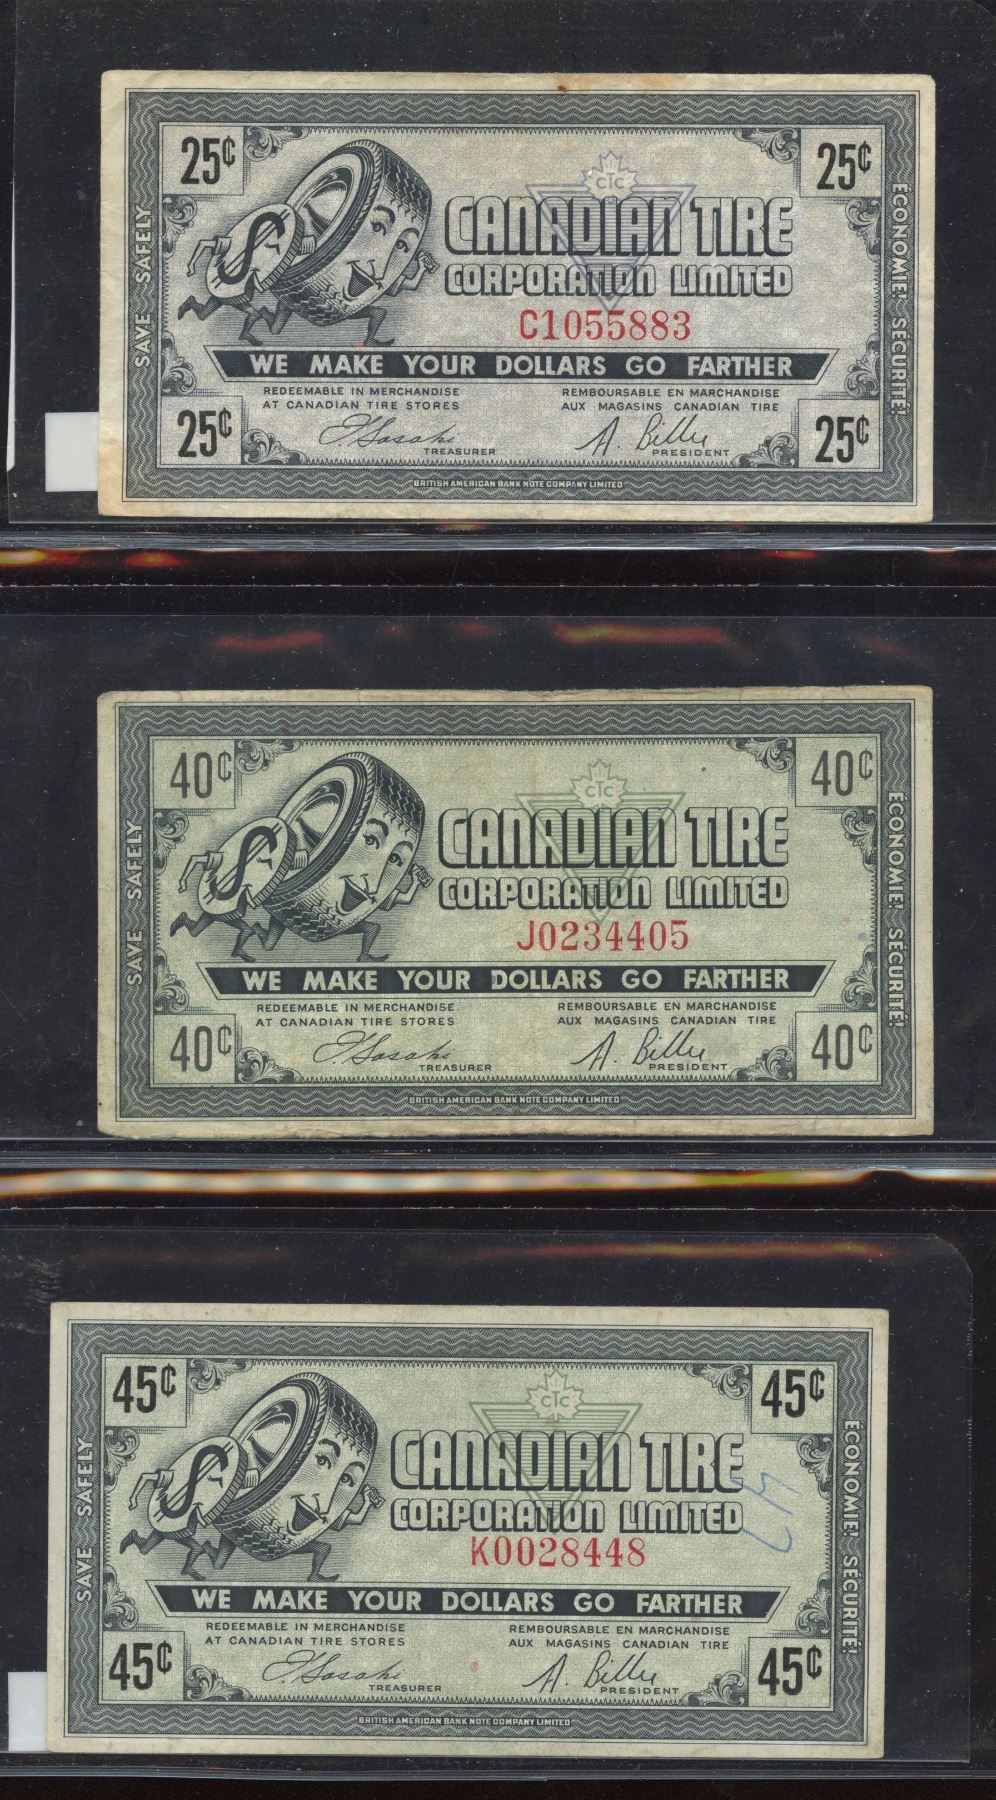 25¢ 25¢
CTC
CANADIAN TIRE
CORPORATION LIMITED
C1055883
WE MAKE YOUR DOLLARS GO FARTHER
REDEEMABLE IN MERCHANDISE
AT CANADIAN TIRE STORES
REMBOURSABLE EN MARCHANDISE
AUX MAGASINS CANADIAN TIRE
TREASURER
A. Billes
PRESIDENT
25¢ 25¢
SAVE SAFELY
ÉCONOMIE! SÉCURITÉ!
BRITISH AMERICAN BANK NOTE COMPANY LIMITED
40¢ 40¢
CTC
CANADIAN TIRE
CORPORATION LIMITED
J0234405
WE MAKE YOUR DOLLARS GO FARTHER
REDEEMABLE IN MERCHANDISE
AT CANADIAN TIRE STORES
REMBOURSABLE EN MARCHANDISE
AUX MAGASINS CANADIAN TIRE
TREASURER
A. Billes
PRESIDENT
40¢ 40¢
SAVE SAFELY
ÉCONOMIE! SÉCURITÉ!
BRITISH AMERICAN BANK NOTE COMPANY LIMITED
45¢ 45¢
CTC
CANADIAN TIRE
CORPORATION LIMITED
K0028448
WE MAKE YOUR DOLLARS GO FARTHER
REDEEMABLE IN MERCHANDISE
AT CANADIAN TIRE STORES
REMBOURSABLE EN MARCHANDISE
AUX MAGASINS CANADIAN TIRE
TREASURER
A. Billes
PRESIDENT
45¢ 45¢
SAVE SAFELY
ÉCONOMIE! SÉCURITÉ!
BRITISH AMERICAN BANK NOTE COMPANY LIMITED